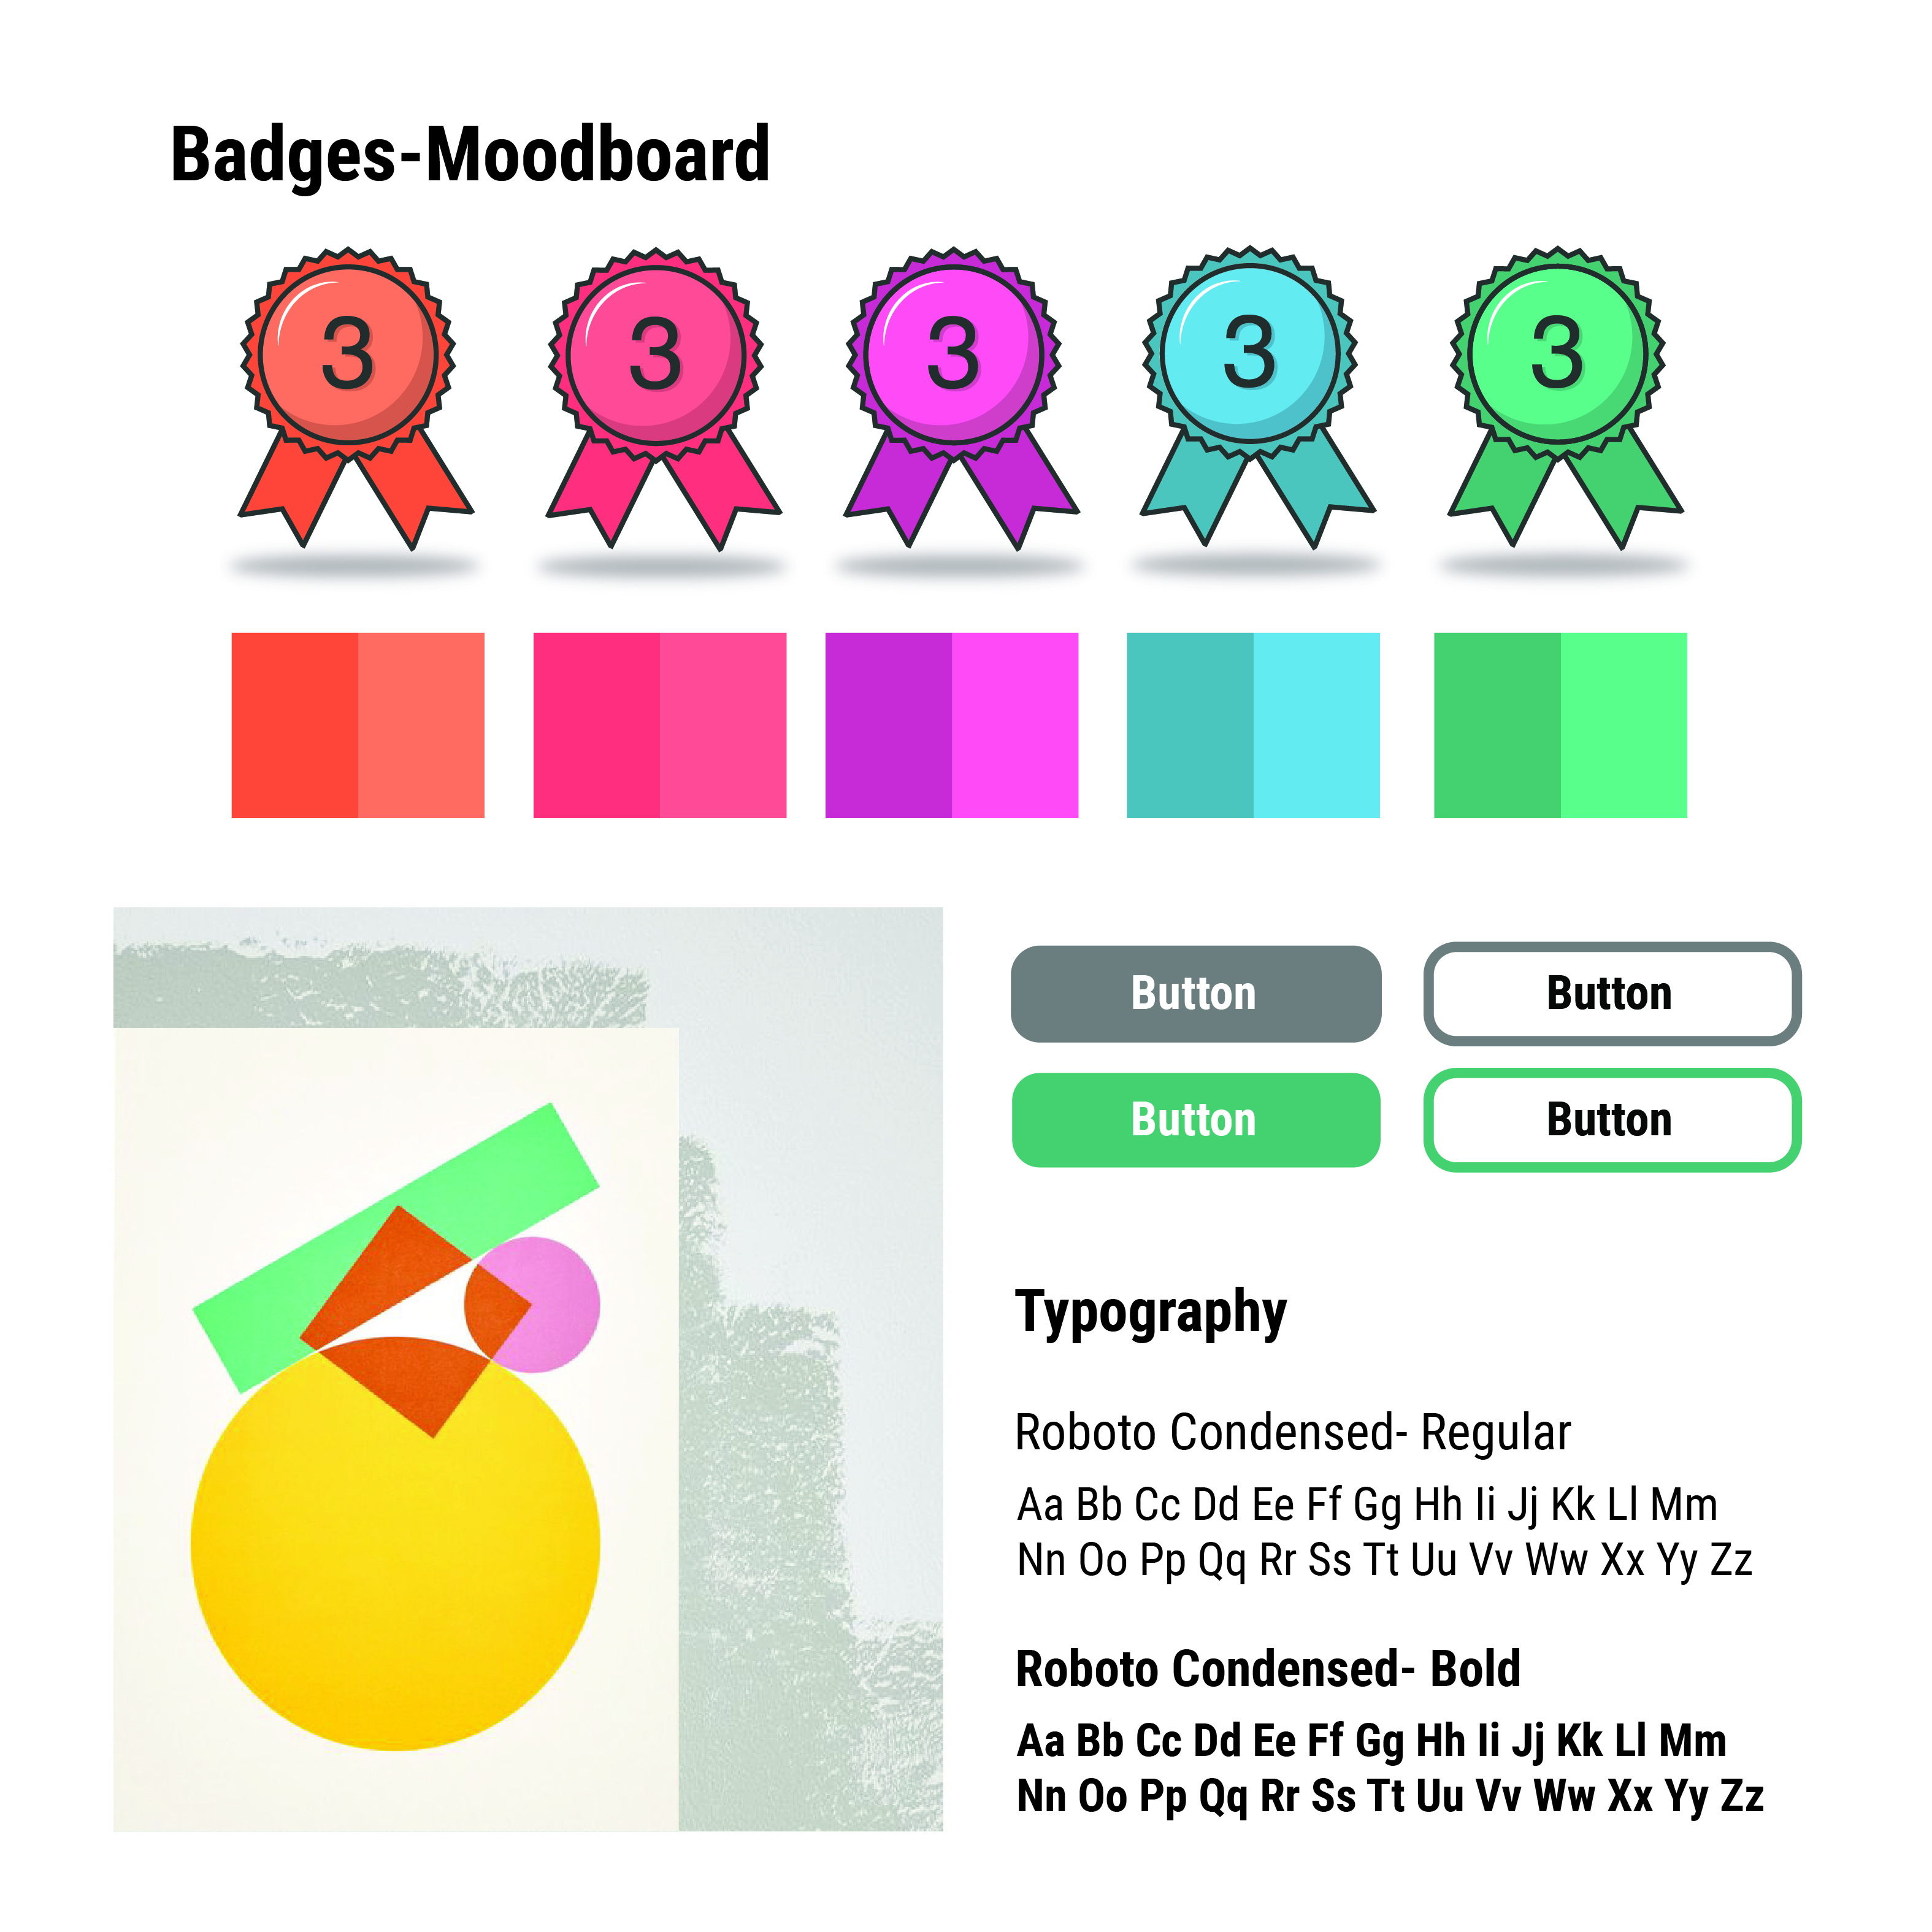 Badges-Moodboard
3 3 3 3 3
Button Button
Button Button
Typography
Roboto Condensed- Regular
Aa Bb Cc Dd Ee Ff Gg Hh Ii Jj Kk Ll Mm
Nn Oo Pp Qq Rr Ss Tt Uu Vv Ww Xx Yy Zz
Roboto Condensed- Bold
Aa Bb Cc Dd Ee Ff Gg Hh Ii Jj Kk Ll Mm
Nn Oo Pp Qq Rr Ss Tt Uu Vv Ww Xx Yy Zz